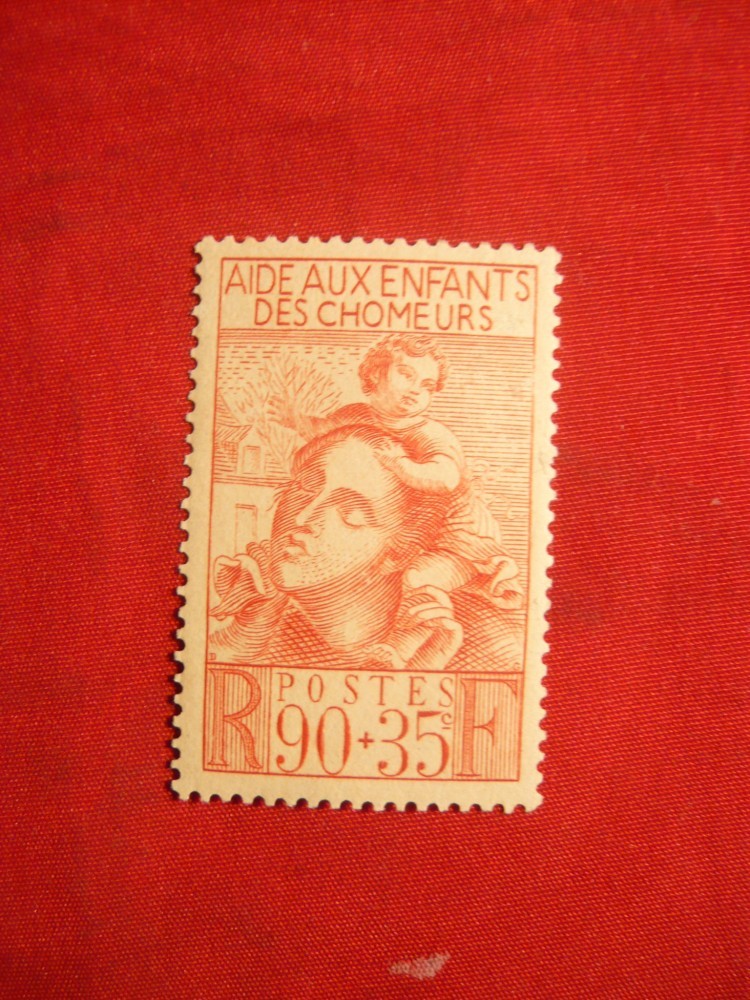 AIDE AUX ENFANTS
DES CHOMEURS
POSTES
R 90+35c F